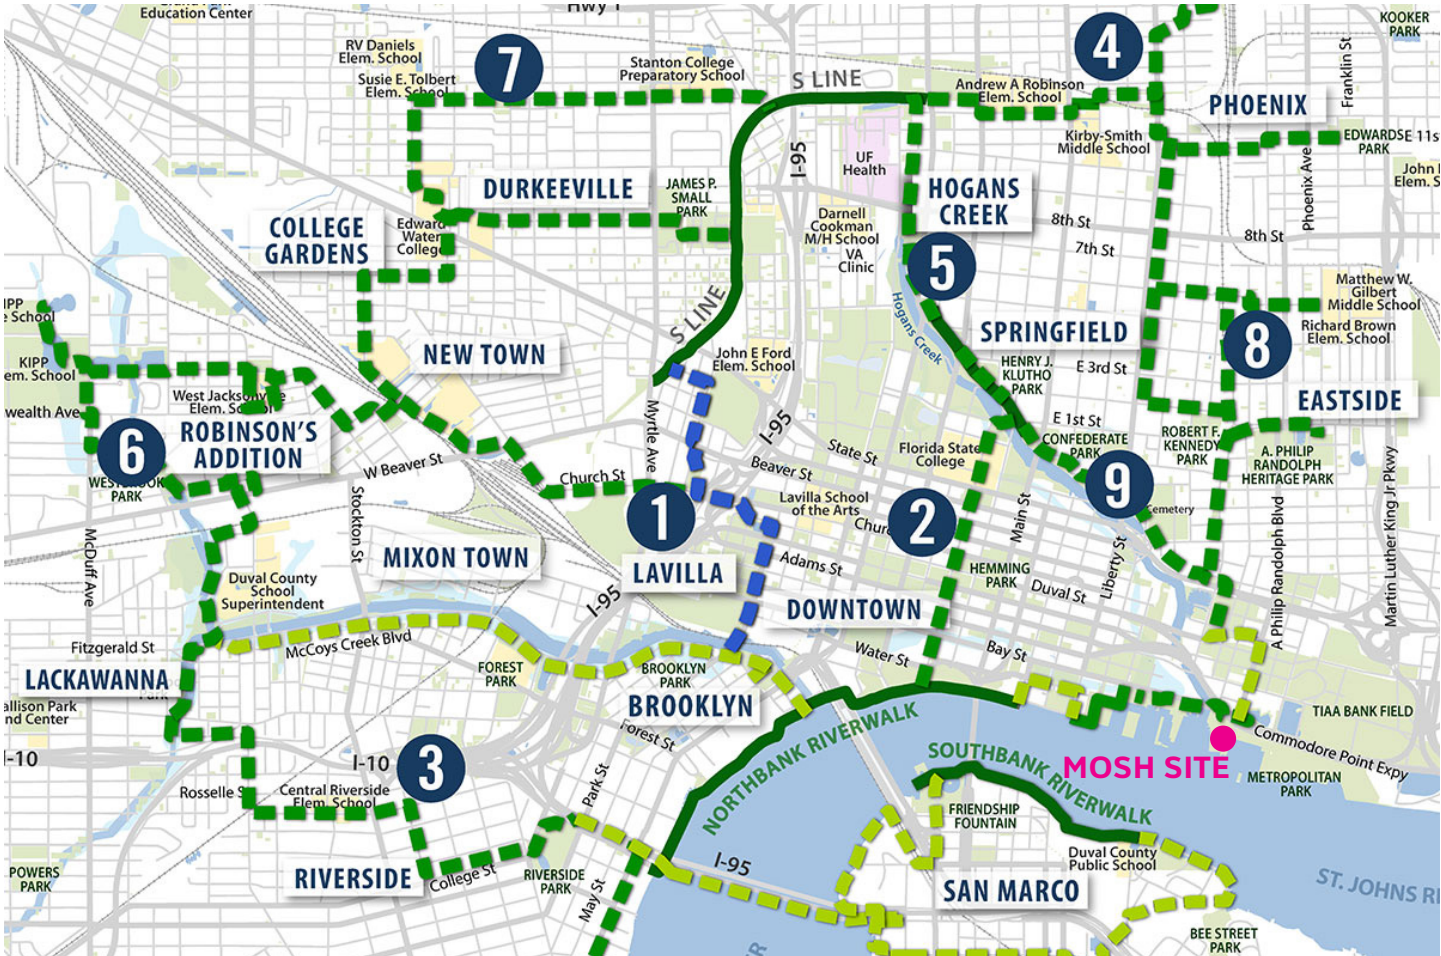 Education Center
Hwy 1
KOOKER
PARK
RV Daniels
Elem. School
7
Stanton College
Preparatory School
4
Franklin St
Susie E. Tolbert
Elem. School
S LINE
Andrew A Robinson
Elem. School
PHOENIX
I-95
UF
Health
Kirby-Smith
Middle School
EDWARDS
PARK
E 11s
Phoenix Ave
John
Elem. S
DURKEEVILLE
JAMES P.
SMALL
PARK
HOGANS
CREEK
COLLEGE
GARDENS
Edward
Water
College
Darnell
Cookman
M/H School
VA
Clinic
8th St
7th St
8th St
5
Hogans Creek
Matthew W.
Gilbert
Middle School
IPP
e School
S LINE
SPRINGFIELD
8
Richard Brown
Elem. School
KIPP
em. School
NEW TOWN
John E Ford
Elem. School
HENRY J.
KLUTHO
PARK
E 3rd St
West Jacksonville
Elem. School
EASTSIDE
wealth Ave
Myrtle Ave
I-95
E 1st St
6
ROBINSON'S
ADDITION
State St
Florida State
College
CONFEDERATE
PARK
ROBERT F.
KENNEDY
PARK
A. PHILIP
RANDOLPH
HERITAGE PARK
W Beaver St
Church St
Beaver St
WESTBROOK
PARK
9
Lavilla School
of the Arts
1
2
Cemetery
Stockton St
Main St
Church
McDuff Ave
MIXON TOWN
LAVILLA
Adams St
HEMMING
PARK
Liberty St
A Philip Randolph Blvd
Martin Luther King Jr Pkwy
Duval County
School
Superintendent
I-95
DOWNTOWN
Duval St
Fitzgerald St
McCoys Creek Blvd
Water St
Bay St
LACKAWANNA
Park
FOREST
PARK
BROOKLYN
PARK
BROOKLYN
allison Park
nd Center
TIAA BANK FIELD
Forest St
NORTHBANK RIVERWALK
Commodore Point Expy
-10
I-10
3
SOUTHBANK RIVERWALK
MOSH SITE
METROPOLITAN
PARK
Rosselle S
Central Riverside
Elem. School
Park St
FRIENDSHIP
FOUNTAIN
I-95
Duval County
Public School
POWERS
PARK
RIVERSIDE
College St
RIVERSIDE
PARK
May St
SAN MARCO
ST. JOHNS RI
BEE STREET
PARK